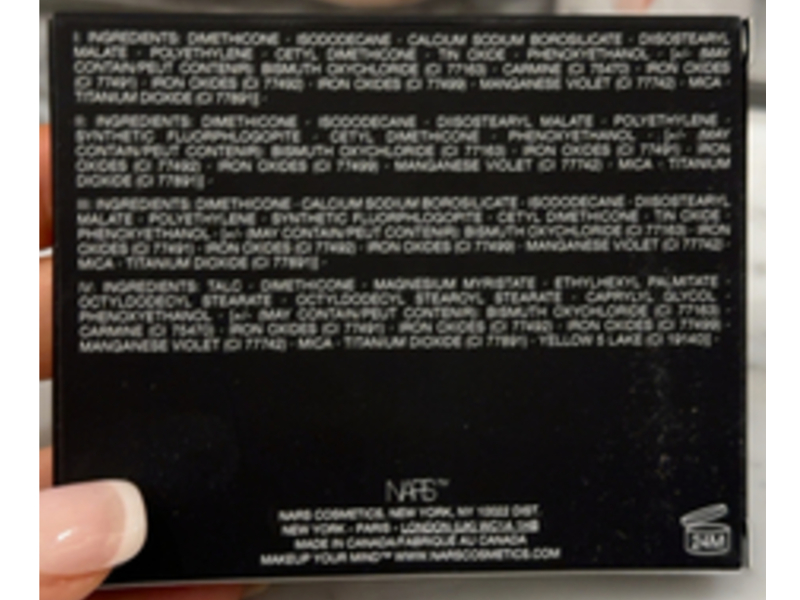 I. INGREDIENTS: DIMETHICONE · ISODODECANE · CALCIUM SODIUM BOROSILICATE · DIISOSTEARYL
MALATE · POLYETHYLENE · CETYL DIMETHICONE · TIN OXIDE · PHENOXYETHANOL · [+/- (MAY
CONTAIN/PEUT CONTENIR): BISMUTH OXYCHLORIDE (CI 77163) · CARMINE (CI 75470) · IRON OXIDES
(CI 77491) · IRON OXIDES (CI 77492) · IRON OXIDES (CI 77499) · MANGANESE VIOLET (CI 77742) · MICA ·
TITANIUM DIOXIDE (CI 77891)] ·
II. INGREDIENTS: DIMETHICONE · ISODODECANE · DIISOSTEARYL MALATE · POLYETHYLENE ·
SYNTHETIC FLUORPHLOGOPITE · CETYL DIMETHICONE · PHENOXYETHANOL · [+/- (MAY
CONTAIN/PEUT CONTENIR): BISMUTH OXYCHLORIDE (CI 77163) · IRON OXIDES (CI 77491) · IRON
OXIDES (CI 77492) · IRON OXIDES (CI 77499) · MANGANESE VIOLET (CI 77742) · MICA · TITANIUM
DIOXIDE (CI 77891)] ·
III. INGREDIENTS: DIMETHICONE · CALCIUM SODIUM BOROSILICATE · ISODODECANE · DIISOSTEARYL
MALATE · POLYETHYLENE · SYNTHETIC FLUORPHLOGOPITE · CETYL DIMETHICONE · TIN OXIDE ·
PHENOXYETHANOL · [+/- (MAY CONTAIN/PEUT CONTENIR): BISMUTH OXYCHLORIDE (CI 77163) · IRON
OXIDES (CI 77491) · IRON OXIDES (CI 77492) · IRON OXIDES (CI 77499) · MANGANESE VIOLET (CI 77742) ·
MICA · TITANIUM DIOXIDE (CI 77891)] ·
IV. INGREDIENTS: TALC · DIMETHICONE · MAGNESIUM MYRISTATE · ETHYLHEXYL PALMITATE ·
OCTYLDODECYL STEARATE · OCTYLDODECYL STEAROYL STEARATE · CAPRYLYL GLYCOL ·
PHENOXYETHANOL · [+/- (MAY CONTAIN/PEUT CONTENIR): BISMUTH OXYCHLORIDE (CI 77163) ·
CARMINE (CI 75470) · IRON OXIDES (CI 77491) · IRON OXIDES (CI 77492) · IRON OXIDES (CI 77499) ·
MANGANESE VIOLET (CI 77742) · MICA · TITANIUM DIOXIDE (CI 77891) · YELLOW 5 LAKE (CI 19140)] ·
NARS™
NARS COSMETICS, NEW YORK, NY 10022 DIST.
NEW YORK - PARIS - LONDON (UK) WC1A 1HB
MADE IN CANADA/FABRIQUÉ AU CANADA
MAKEUP YOUR MIND™ WWW.NARSCOSMETICS.COM
24M